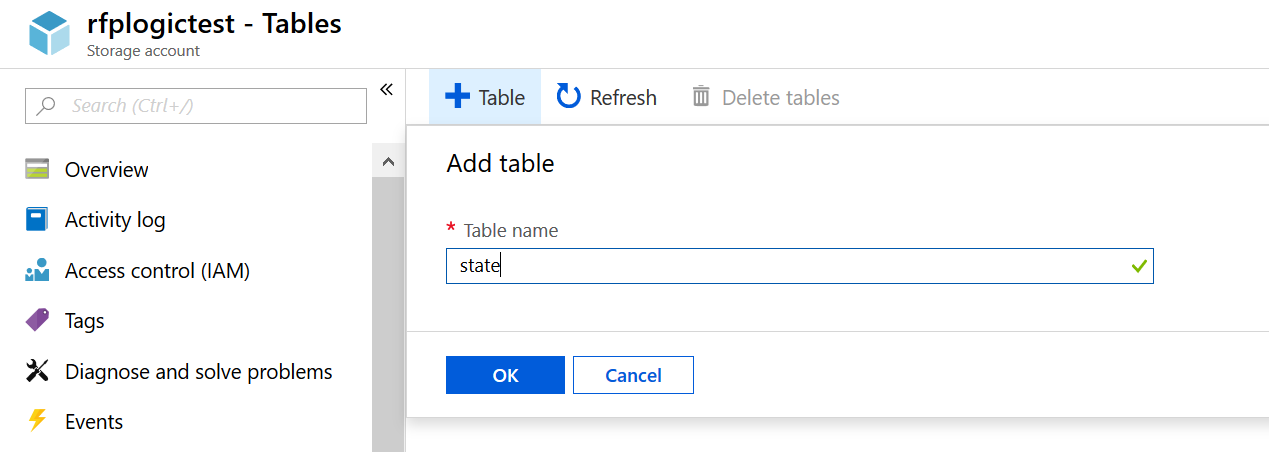 rfplogictest - Tables
Storage account
Search (Ctrl+/)
Overview
Activity log
Access control (IAM)
Tags
Diagnose and solve problems
Events
Table
Refresh
Delete tables
Add table
* Table name
state
OK
Cancel